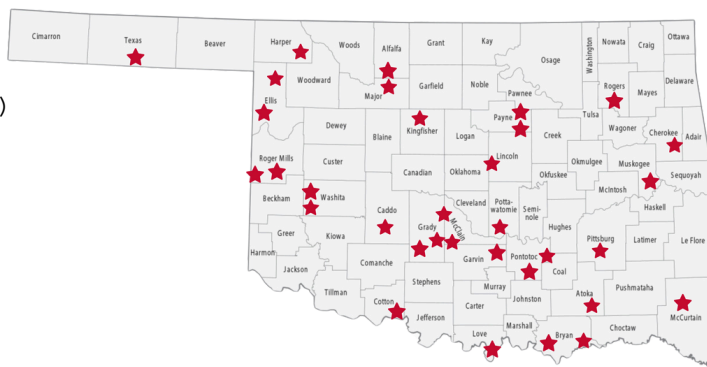 )
Cimarron
Texas
Beaver
Harper
Woods
Alfalfa
Grant
Kay
Osage
Washington
Nowata
Craig
Ottawa
Woodward
Major
Garfield
Noble
Pawnee
Rogers
Mayes
Delaware
Ellis
Dewey
Blaine
Kingfisher
Logan
Payne
Creek
Tulsa
Wagoner
Cherokee
Adair
Roger Mills
Custer
Canadian
Oklahoma
Lincoln
Okfuskee
Okmulgee
Muskogee
Sequoyah
McIntosh
Beckham
Washita
Caddo
Grady
McClain
Cleveland
Potta-
watomie
Semi-
nole
Hughes
Haskell
Greer
Kiowa
Harmon
Jackson
Comanche
Garvin
Pontotoc
Coal
Pittsburg
Latimer
Le Flore
Tillman
Cotton
Stephens
Murray
Johnston
Atoka
Pushmataha
McCurtain
Jefferson
Carter
Love
Marshall
Bryan
Choctaw